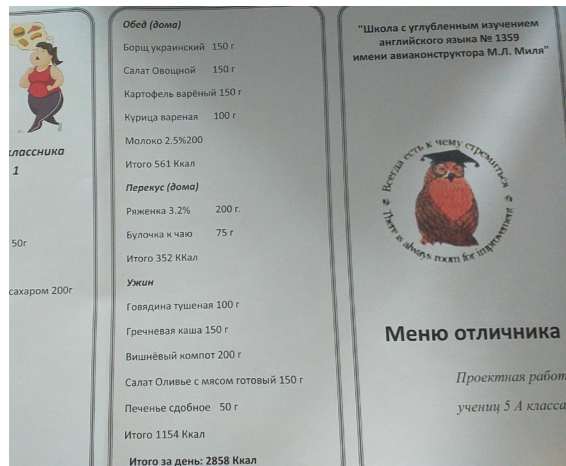 классника
1
50г
сахаром 200г
Обед (дома)
Борщ украинский 150 г
Салат Овощной 150 г
Картофель варёный 150 г
Курица вареная 100 г
Молоко 2.5%200
Итого 561 Ккал
Перекус (дома)
Ряженка 3.2% 200 г.
Булочка к чаю 75 г
Итого 352 ККал
Ужин
Говядина тушеная 100 г
Гречневая каша 150 г
Вишнёвый компот 200 г
Салат Оливье с мясом готовый 150 г
Печенье сдобное 50 г
Итого 1154 Ккал
Итого за день: 2858 Ккал
"Школа с углубленным изучением
английского языка № 1359
имени авиаконструктора М.Л. Миля"
Всегда есть к чему стремиться
There is always room for improvement
Меню отличника
Проектная работ
учениц 5 А класса